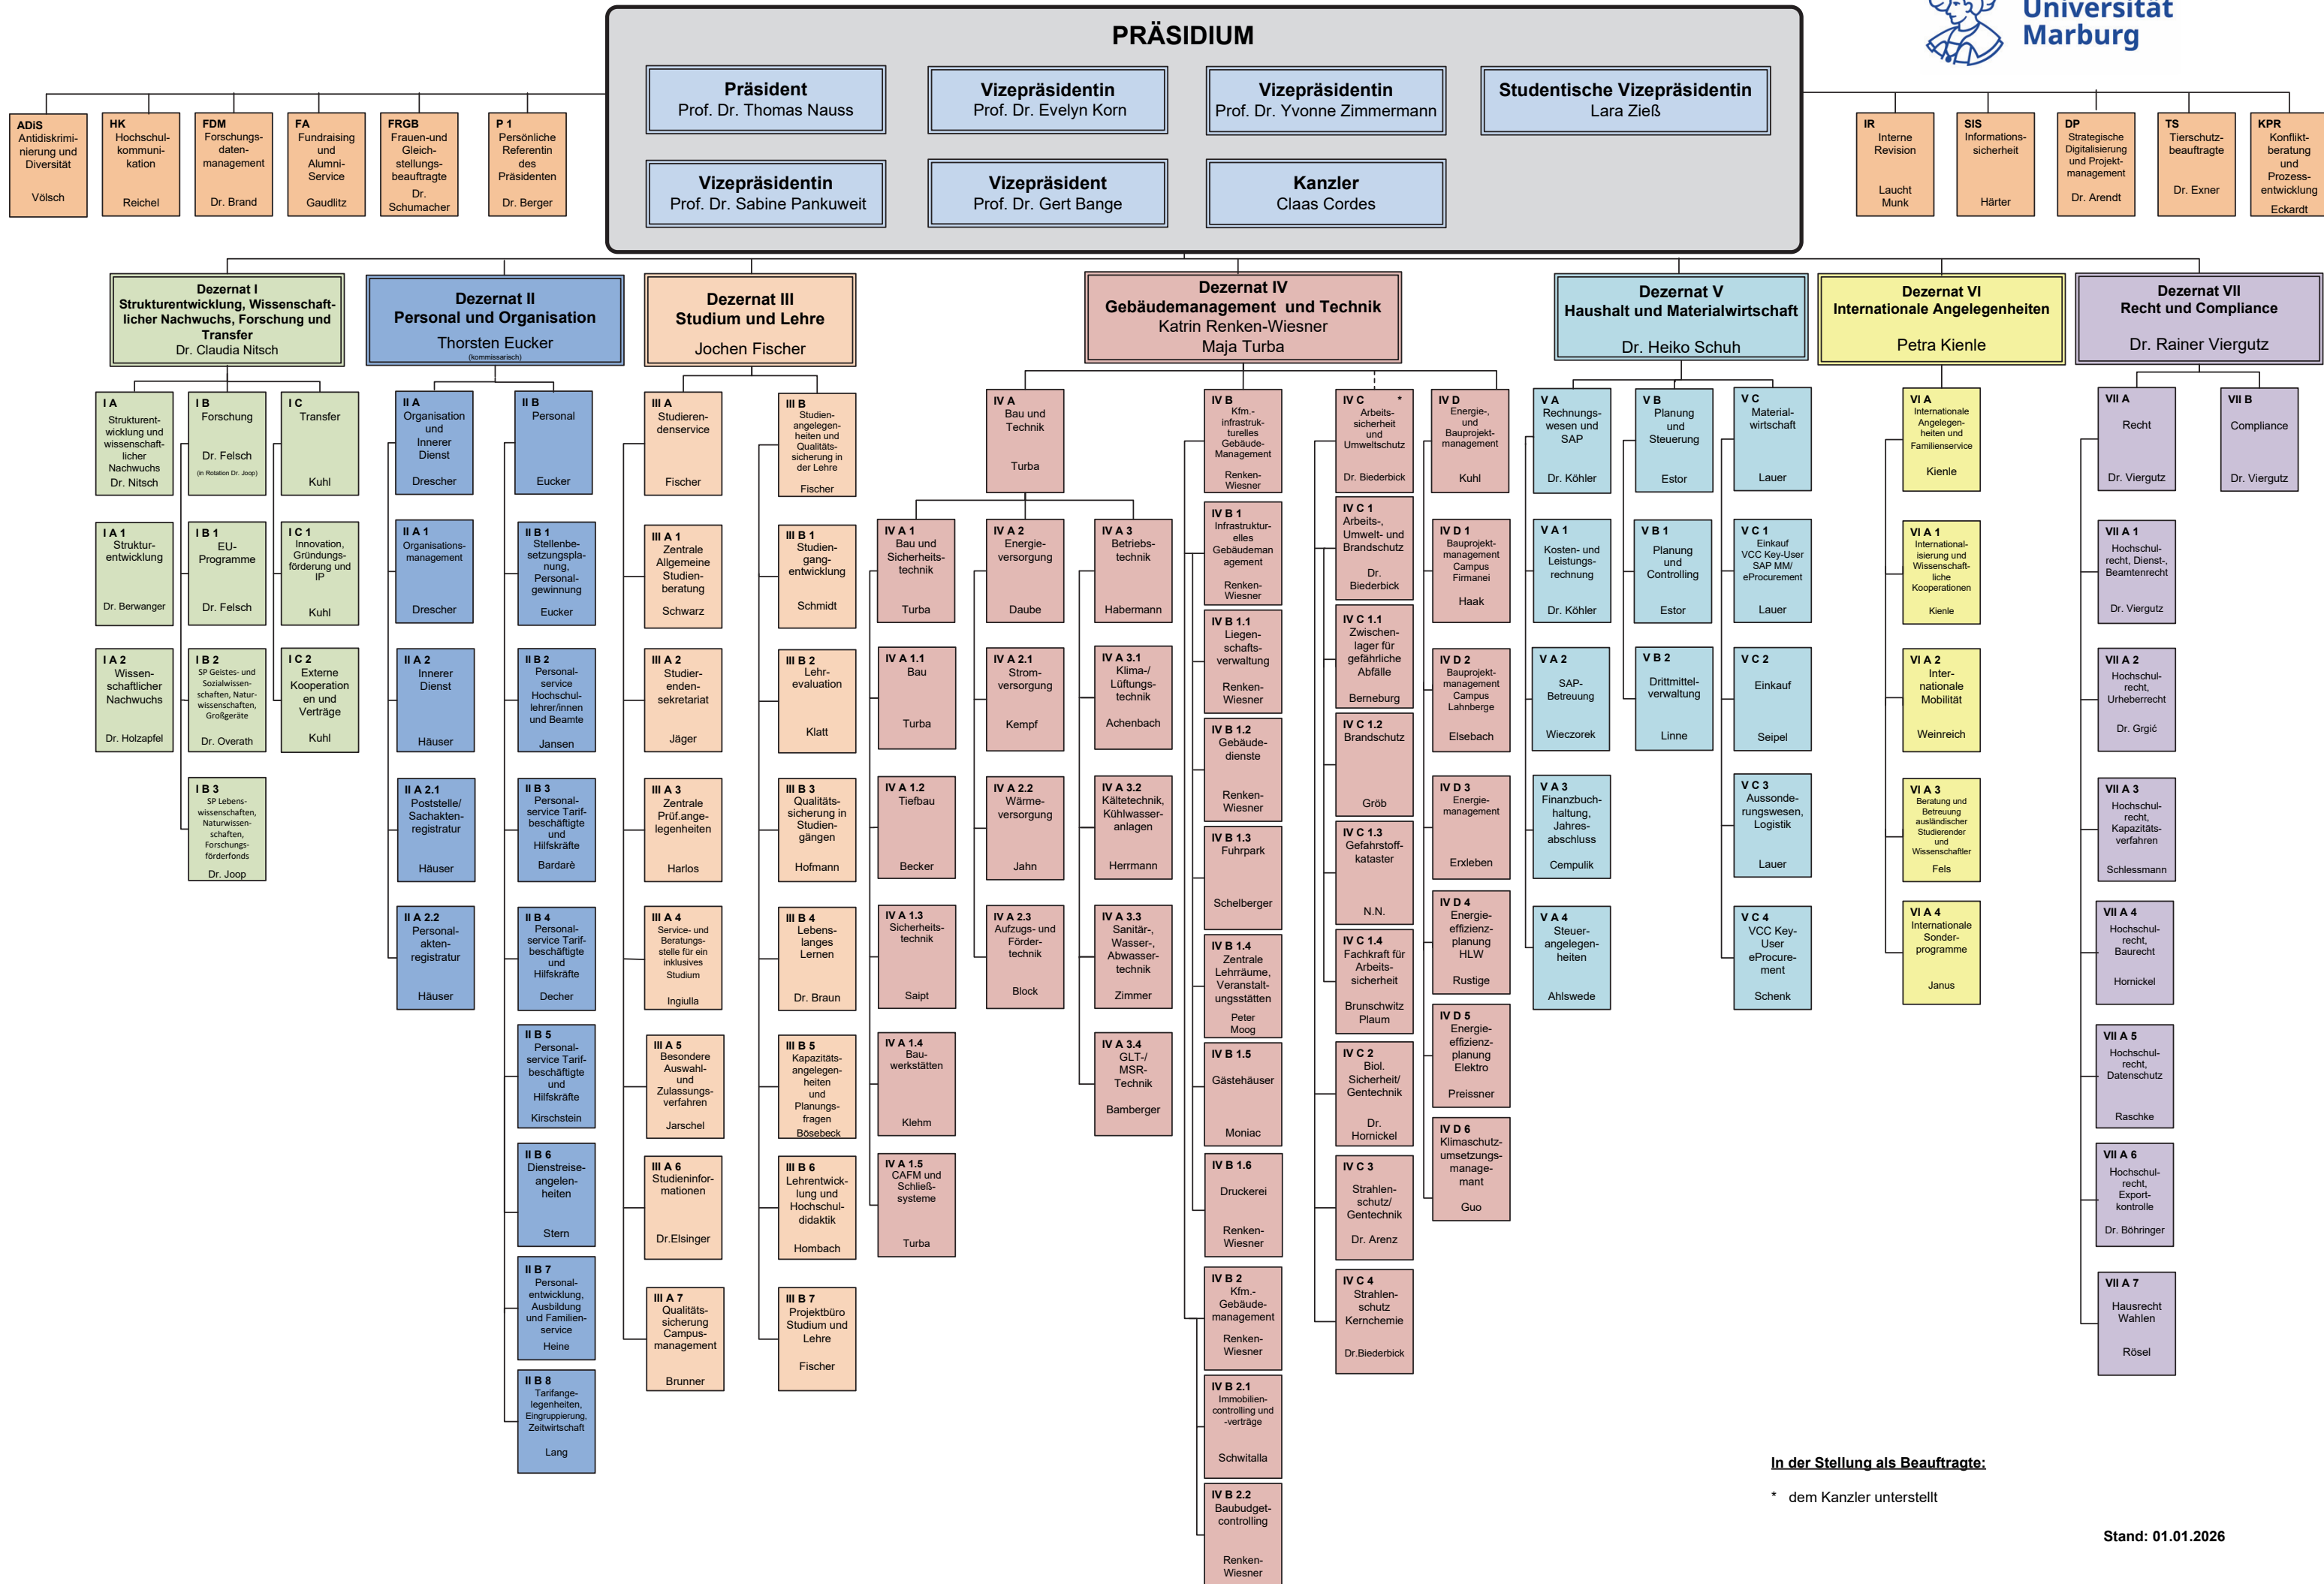 Universität
Marburg
PRÄSIDIUM
Präsident
Prof. Dr. Thomas Nauss
Vizepräsidentin
Prof. Dr. Evelyn Korn
Vizepräsidentin
Prof. Dr. Yvonne Zimmermann
Studentische Vizepräsidentin
Lara Zieß
Vizepräsidentin
Prof. Dr. Sabine Pankuweit
Vizepräsident
Prof. Dr. Gert Bange
Kanzler
Claas Cordes
ADiS
Antidiskrimi-
nierung und
Diversität
Völsch
HK
Hochschul-
kommuni-
kation
Reichel
FDM
Forschungs-
daten-
management
Dr. Brand
FA
Fundraising
und
Alumni-
Service
Gaudlitz
FRGB
Frauen-und
Gleich-
stellungs-
beauftragte
Dr.
Schumacher
P 1
Persönliche
Referentin
des
Präsidenten
Dr. Berger
IR
Interne
Revision
Laucht
Munk
SIS
Informations-
sicherheit
Härter
DP
Strategische
Digitalisierung
und Projekt-
management
Dr. Arendt
TS
Tierschutz-
beauftragte
Dr. Exner
KPR
Konflikt-
beratung
und
Prozess-
entwicklung
Eckardt
Dezernat I
Strukturentwicklung, Wissenschaft-
licher Nachwuchs, Forschung und
Transfer
Dr. Claudia Nitsch
Dezernat II
Personal und Organisation
Thorsten Eucker
(kommissarisch)
Dezernat III
Studium und Lehre
Jochen Fischer
Dezernat IV
Gebäudemanagement und Technik
Katrin Renken-Wiesner
Maja Turba
Dezernat V
Haushalt und Materialwirtschaft
Dr. Heiko Schuh
Dezernat VI
Internationale Angelegenheiten
Petra Kienle
Dezernat VII
Recht und Compliance
Dr. Rainer Viergutz
I A
Strukturent-
wicklung und
wissenschaft-
licher
Nachwuchs
Dr. Nitsch
I A 1
Struktur-
entwicklung
Dr. Berwanger
I A 2
Wissen-
schaftlicher
Nachwuchs
Dr. Holzapfel
I B
Forschung
Dr. Felsch
(in Rotation Dr. Joop)
I B 1
EU-
Programme
Dr. Felsch
I B 2
SP Geistes- und
Sozialwissen-
schaften, Natur-
wissenschaften,
Großgeräte
Dr. Overath
I B 3
SP Lebens-
wissenschaften,
Naturwissen-
schaften,
Forschungs-
förderfonds
Dr. Joop
I C
Transfer
Kuhl
I C 1
Innovation,
Gründungs-
förderung und
IP
Kuhl
I C 2
Externe
Kooperation
en und
Verträge
Kuhl
II A
Organisation
und
Innerer
Dienst
Drescher
II A 1
Organisations-
management
Drescher
II A 2
Innerer
Dienst
Häuser
II A 2.1
Poststelle/
Sachakten-
registratur
Häuser
II A 2.2
Personal-
akten-
registratur
Häuser
II B
Personal
Eucker
II B 1
Stellenbe-
setzungspla-
nung,
Personal-
gewinnung
Eucker
II B 2
Personal-
service
Hochschul-
lehrer/innen
und Beamte
Jansen
II B 3
Personal-
service Tarif-
beschäftigte
und
Hilfskräfte
Bardarè
II B 4
Personal-
service Tarif-
beschäftigte
und
Hilfskräfte
Decher
II B 5
Personal-
service Tarif-
beschäftigte
und
Hilfskräfte
Kirschstein
II B 6
Dienstreise-
angelen-
heiten
Stern
II B 7
Personal-
entwicklung,
Ausbildung
und Familien-
service
Heine
II B 8
Tarifange-
legenheiten,
Eingruppierung,
Zeitwirtschaft
Lang
III A
Studieren-
denservice
Fischer
III A 1
Zentrale
Allgemeine
Studien-
beratung
Schwarz
III A 2
Studier-
enden-
sekretariat
Jäger
III A 3
Zentrale
Prüf.ange-
legenheiten
Harlos
III A 4
Service- und
Beratungs-
stelle für ein
inklusives
Studium
Ingiulla
III A 5
Besondere
Auswahl-
und
Zulassungs-
verfahren
Jarschel
III A 6
Studieninfor-
mationen
Dr.Elsinger
III A 7
Qualitäts-
sicherung
Campus-
management
Brunner
III B
Studien-
angelegen-
heiten und
Qualitäts-
sicherung in
der Lehre
Fischer
III B 1
Studien-
gang-
entwicklung
Schmidt
III B 2
Lehr-
evaluation
Klatt
III B 3
Qualitäts-
sicherung in
Studien-
gängen
Hofmann
III B 4
Lebens-
langes
Lernen
Dr. Braun
III B 5
Kapazitäts-
angelegen-
heiten
und
Planungs-
fragen
Bösebeck
III B 6
Lehrentwick-
lung und
Hochschul-
didaktik
Hombach
III B 7
Projektbüro
Studium und
Lehre
Fischer
IV A
Bau und
Technik
Turba
IV A 1
Bau und
Sicherheits-
technik
Turba
IV A 1.1
Bau
Turba
IV A 1.2
Tiefbau
Becker
IV A 1.3
Sicherheits-
technik
Saipt
IV A 1.4
Bau-
werkstätten
Klehm
IV A 1.5
CAFM und
Schließ-
systeme
Turba
IV A 2
Energie-
versorgung
Daube
IV A 2.1
Strom-
versorgung
Kempf
IV A 2.2
Wärme-
versorgung
Jahn
IV A 2.3
Aufzugs- und
Förder-
technik
Block
IV A 3
Betriebs-
technik
Habermann
IV A 3.1
Klima-/
Lüftungs-
technik
Achenbach
IV A 3.2
Kältetechnik,
Kühlwasser-
anlagen
Herrmann
IV A 3.3
Sanitär-,
Wasser-,
Abwasser-
technik
Zimmer
IV A 3.4
GLT-/
MSR-
Technik
Bamberger
IV B
Kfm.-
infrastruk-
turelles
Gebäude-
Management
Renken-
Wiesner
IV B 1
Infrastruktur-
elles
Gebäudeman
agement
Renken-
Wiesner
IV B 1.1
Liegen-
schafts-
verwaltung
Renken-
Wiesner
IV B 1.2
Gebäude-
dienste
Renken-
Wiesner
IV B 1.3
Fuhrpark
Schelberger
IV B 1.4
Zentrale
Lehrräume,
Veranstalt-
ungsstätten
Peter
Moog
IV B 1.5
Gästehäuser
Moniac
IV B 1.6
Druckerei
Renken-
Wiesner
IV B 2
Kfm.-
Gebäude-
management
Renken-
Wiesner
IV B 2.1
Immobilien-
controlling und
-verträge
Schwitalla
IV B 2.2
Baubudget-
controlling
Renken-
Wiesner
IV C *
Arbeits-
sicherheit
und
Umweltschutz
Dr. Biederbick
IV C 1
Arbeits-,
Umwelt- und
Brandschutz
Dr.
Biederbick
IV C 1.1
Zwischen-
lager für
gefährliche
Abfälle
Berneburg
IV C 1.2
Brandschutz
Gröb
IV C 1.3
Gefahrstoff-
kataster
N.N.
IV C 1.4
Fachkraft für
Arbeits-
sicherheit
Brunschwitz
Plaum
IV C 2
Biol.
Sicherheit/
Gentechnik
Dr.
Hornickel
IV C 3
Strahlen-
schutz/
Gentechnik
Dr. Arenz
IV C 4
Strahlen-
schutz
Kernchemie
Dr.Biederbick
IV D
Energie-,
und
Bauprojekt-
management
Kuhl
IV D 1
Bauprojekt-
management
Campus
Firmanei
Haak
IV D 2
Bauprojekt-
management
Campus
Lahnberge
Elsebach
IV D 3
Energie-
management
Erxleben
IV D 4
Energie-
effizienz-
planung
HLW
Rustige
IV D 5
Energie-
effizienz-
planung
Elektro
Preissner
IV D 6
Klimaschutz-
umsetzungs-
manage-
mant
Guo
V A
Rechnungs-
wesen und
SAP
Dr. Köhler
V A 1
Kosten- und
Leistungs-
rechnung
Dr. Köhler
V A 2
SAP-
Betreuung
Wieczorek
V A 3
Finanzbuch-
haltung,
Jahres-
abschluss
Cempulik
V A 4
Steuer-
angelegen-
heiten
Ahlswede
V B
Planung
und
Steuerung
Estor
V B 1
Planung
und
Controlling
Estor
V B 2
Drittmittel-
verwaltung
Linne
V C
Material-
wirtschaft
Lauer
V C 1
Einkauf
VCC Key-User
SAP MM/
eProcurement
Lauer
V C 2
Einkauf
Seipel
V C 3
Aussonde-
rungswesen,
Logistik
Lauer
V C 4
VCC Key-
User
eProcure-
ment
Schenk
VI A
Internationale
Angelegen-
heiten und
Familienservice
Kienle
VI A 1
International-
isierung und
Wissenschaft-
liche
Kooperationen
Kienle
VI A 2
Inter-
nationale
Mobilität
Weinreich
VI A 3
Beratung und
Betreuung
ausländischer
Studierender
und
Wissenschaftler
Fels
VI A 4
Internationale
Sonder-
programme
Janus
VII A
Recht
Dr. Viergutz
VII A 1
Hochschul-
recht, Dienst-,
Beamtenrecht
Dr. Viergutz
VII A 2
Hochschul-
recht,
Urheberrecht
Dr. Grgić
VII A 3
Hochschul-
recht,
Kapazitäts-
verfahren
Schlessmann
VII A 4
Hochschul-
recht,
Baurecht
Hornickel
VII A 5
Hochschul-
recht,
Datenschutz
Raschke
VII A 6
Hochschul-
recht,
Export-
kontrolle
Dr. Böhringer
VII A 7
Hausrecht
Wahlen
Rösel
VII B
Compliance
Dr. Viergutz
In der Stellung als Beauftragte:
* dem Kanzler unterstellt
Stand: 01.01.2026